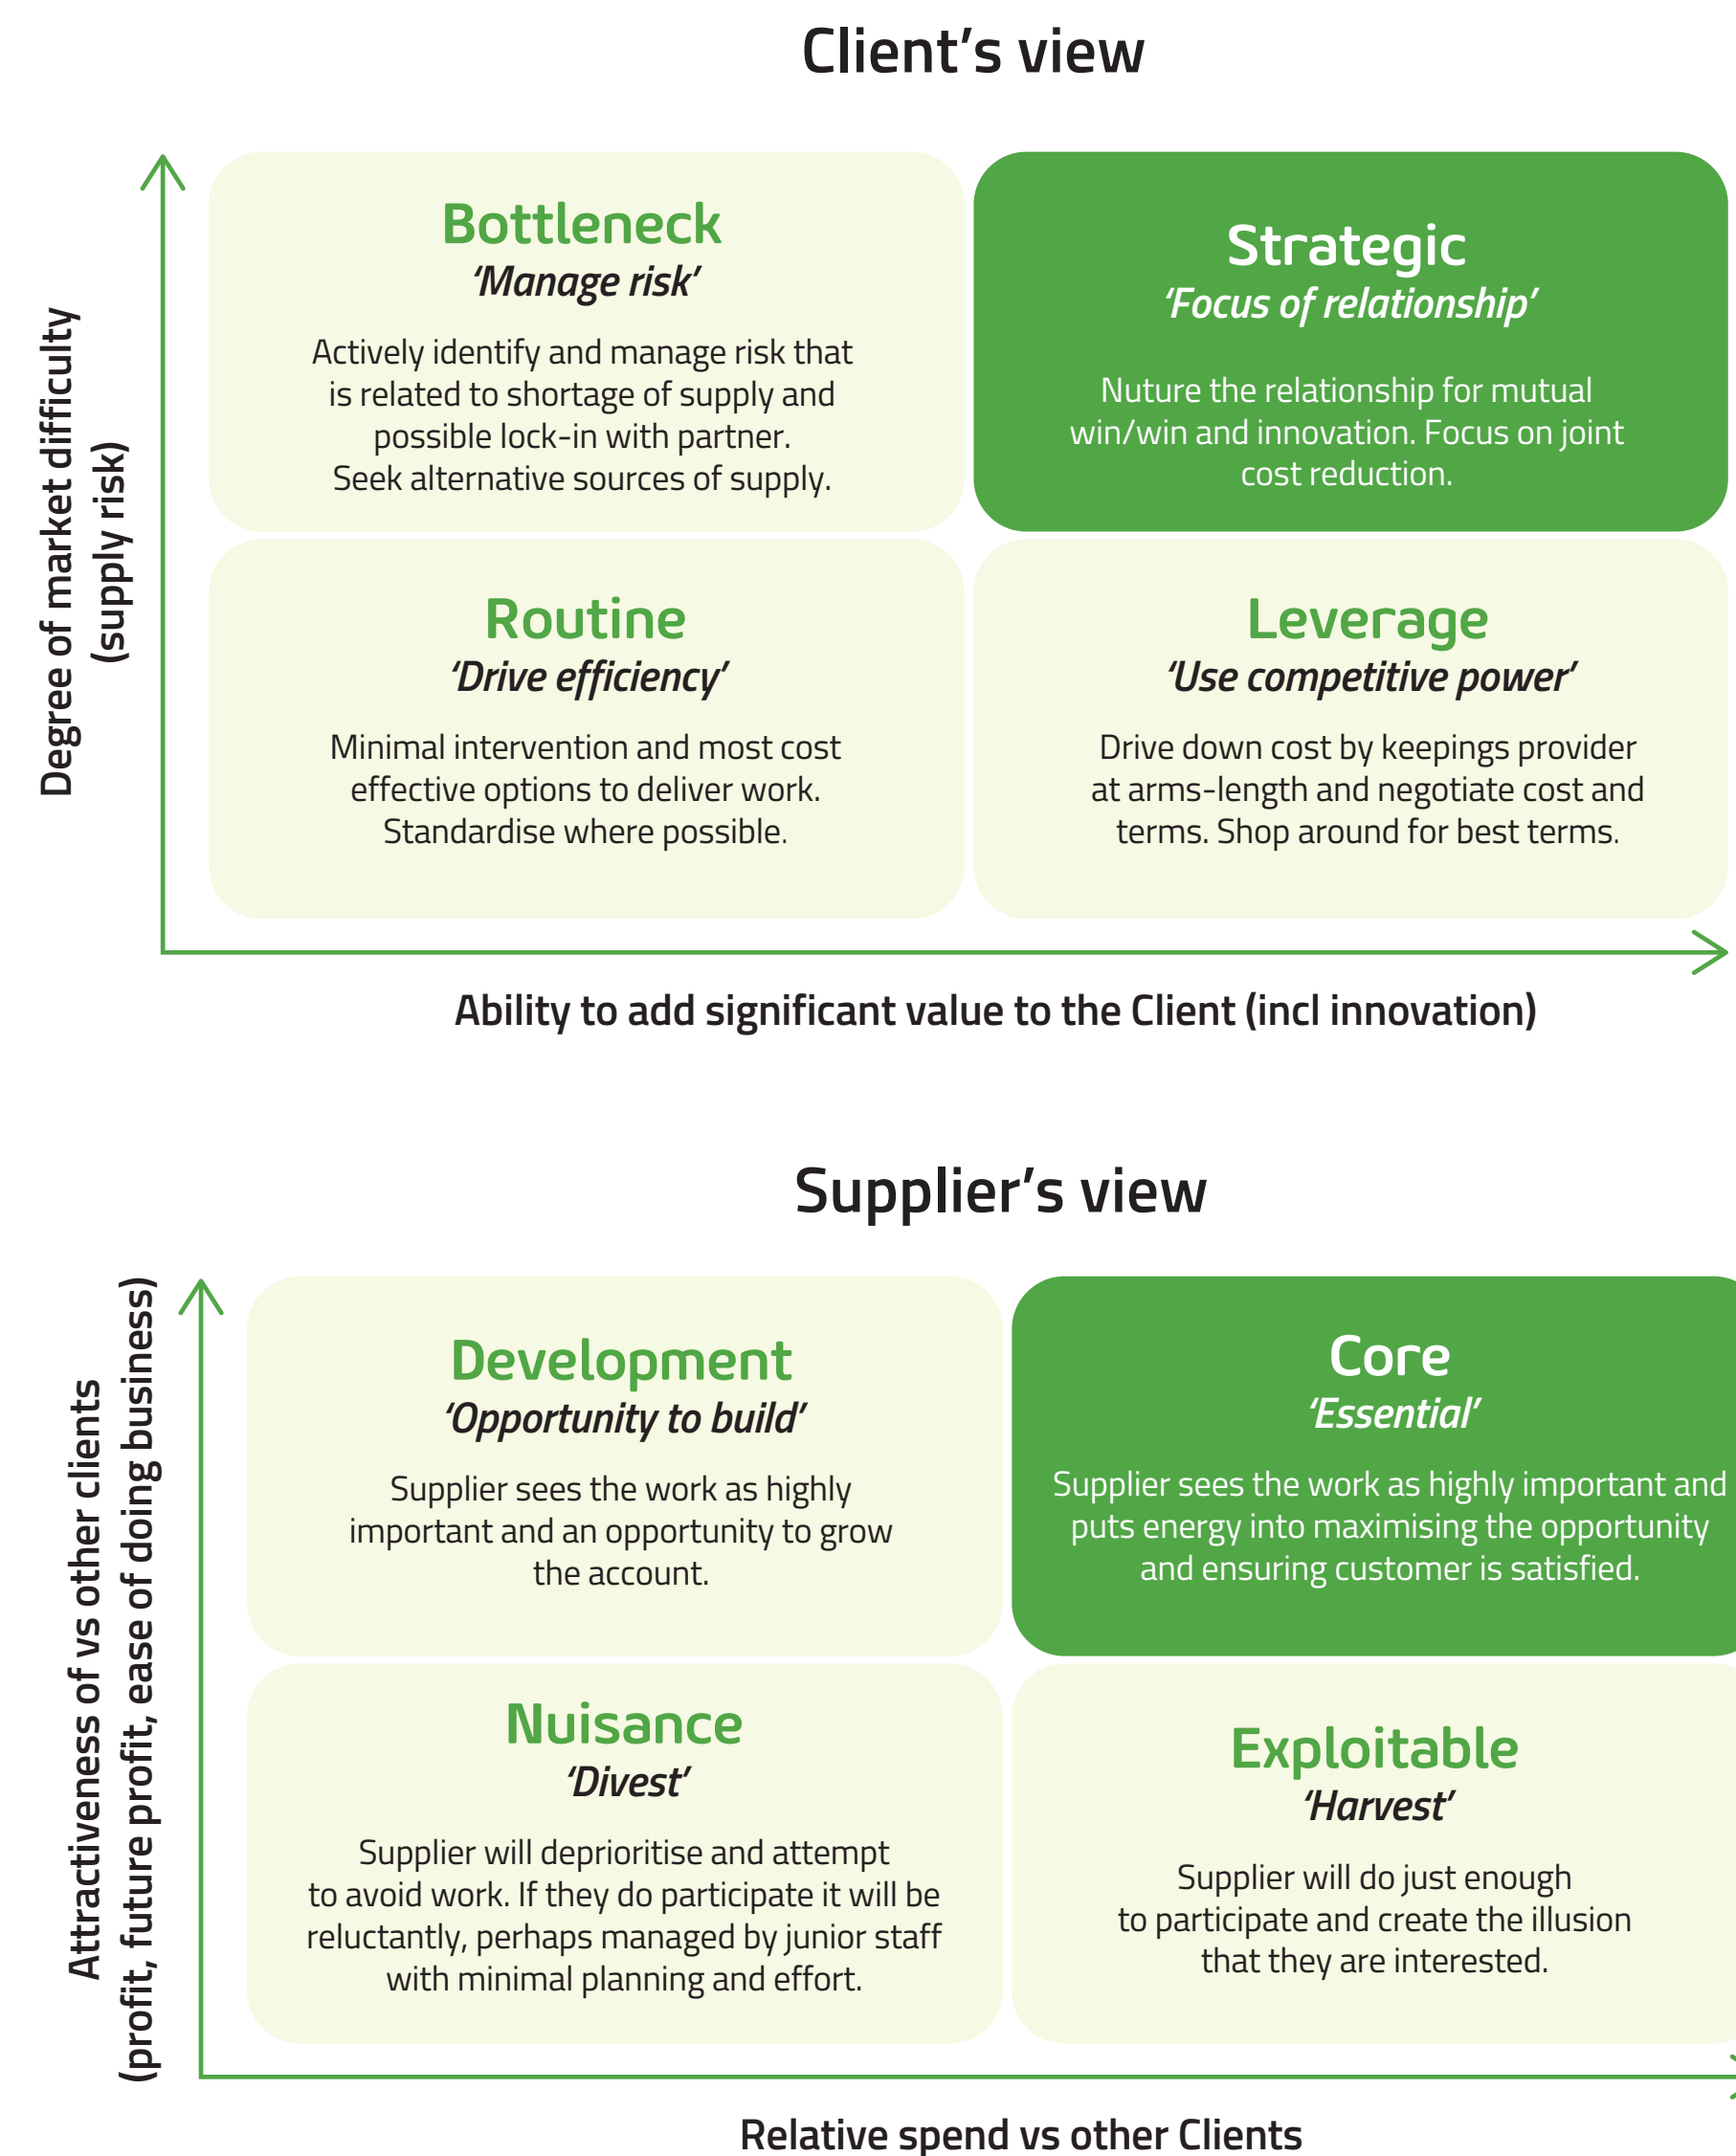 Client’s view
Degree of market difficulty
(supply risk)
Bottleneck
‘Manage risk’
Actively identify and manage risk that
is related to shortage of supply and
possible lock-in with partner.
Seek alternative sources of supply.
Strategic
‘Focus of relationship’
Nuture the relationship for mutual
win/win and innovation. Focus on joint
cost reduction.
Routine
‘Drive efficiency’
Minimal intervention and most cost
effective options to deliver work.
Standardise where possible.
Leverage
‘Use competitive power’
Drive down cost by keepings provider
at arms-length and negotiate cost and
terms. Shop around for best terms.
Ability to add significant value to the Client (incl innovation)
Supplier’s view
Attractiveness of vs other clients
(profit, future profit, ease of doing business)
Development
‘Opportunity to build’
Supplier sees the work as highly
important and an opportunity to grow
the account.
Core
‘Essential’
Supplier sees the work as highly important and
puts energy into maximising the opportunity
and ensuring customer is satisfied.
Nuisance
‘Divest’
Supplier will deprioritise and attempt
to avoid work. If they do participate it will be
reluctantly, perhaps managed by junior staff
with minimal planning and effort.
Exploitable
‘Harvest’
Supplier will do just enough
to participate and create the illusion
that they are interested.
Relative spend vs other Clients